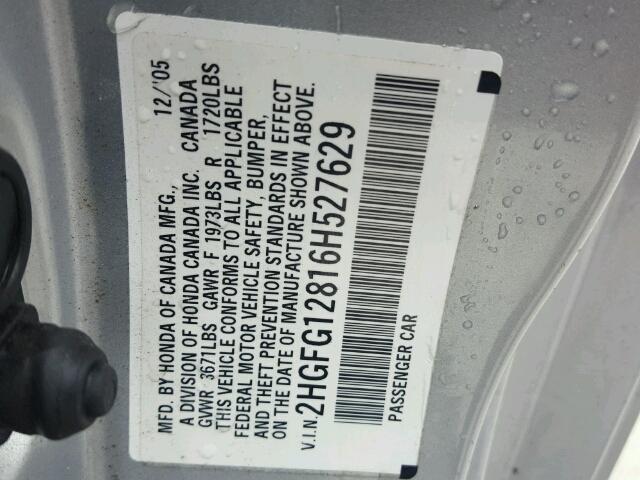 MFD. BY HONDA OF CANADA MFG., 12/'05
A DIVISION OF HONDA CANADA INC. CANADA
GVWR 3671LBS GAWR F 1973LBS R 1720LBS
THIS VEHICLE CONFORMS TO ALL APPLICABLE
FEDERAL MOTOR VEHICLE SAFETY, BUMPER,
AND THEFT PREVENTION STANDARDS IN EFFECT
ON THE DATE OF MANUFACTURE SHOWN ABOVE.
V.I.N. 2HGFG12816H527629
PASSENGER CAR